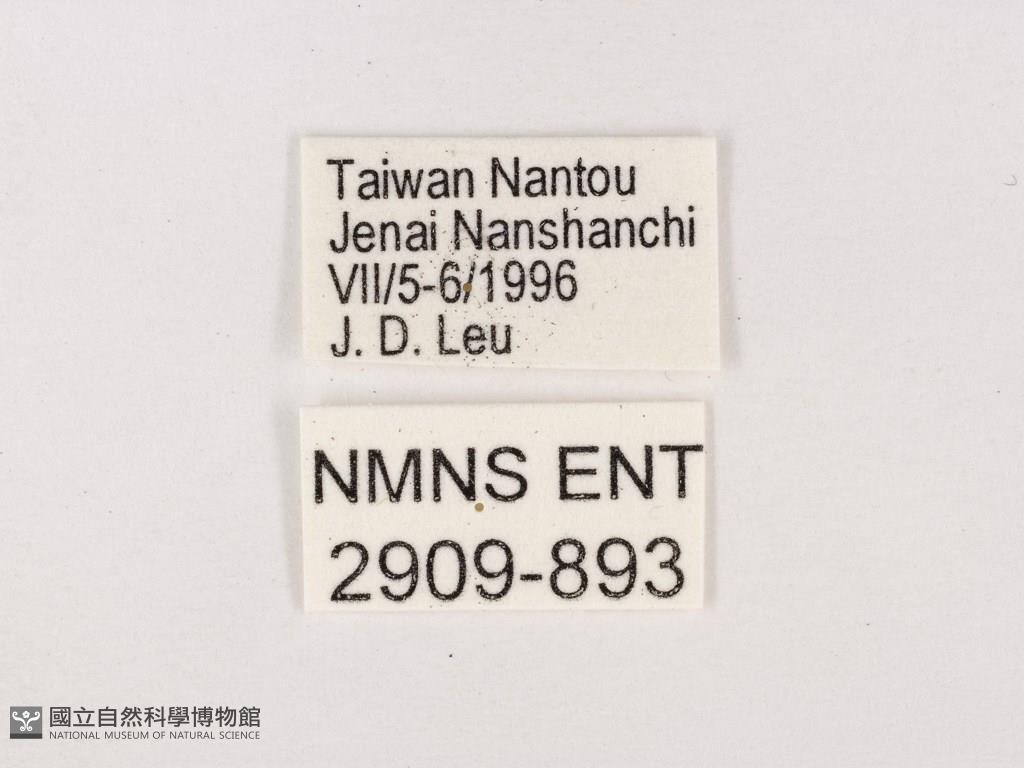 Taiwan Nantou
Jenai Nanshanchi
VII/5-6/1996
J. D. Leu
NMNS ENT
2909-893
國立自然科學博物館
NATIONAL MUSEUM OF NATURAL SCIENCE